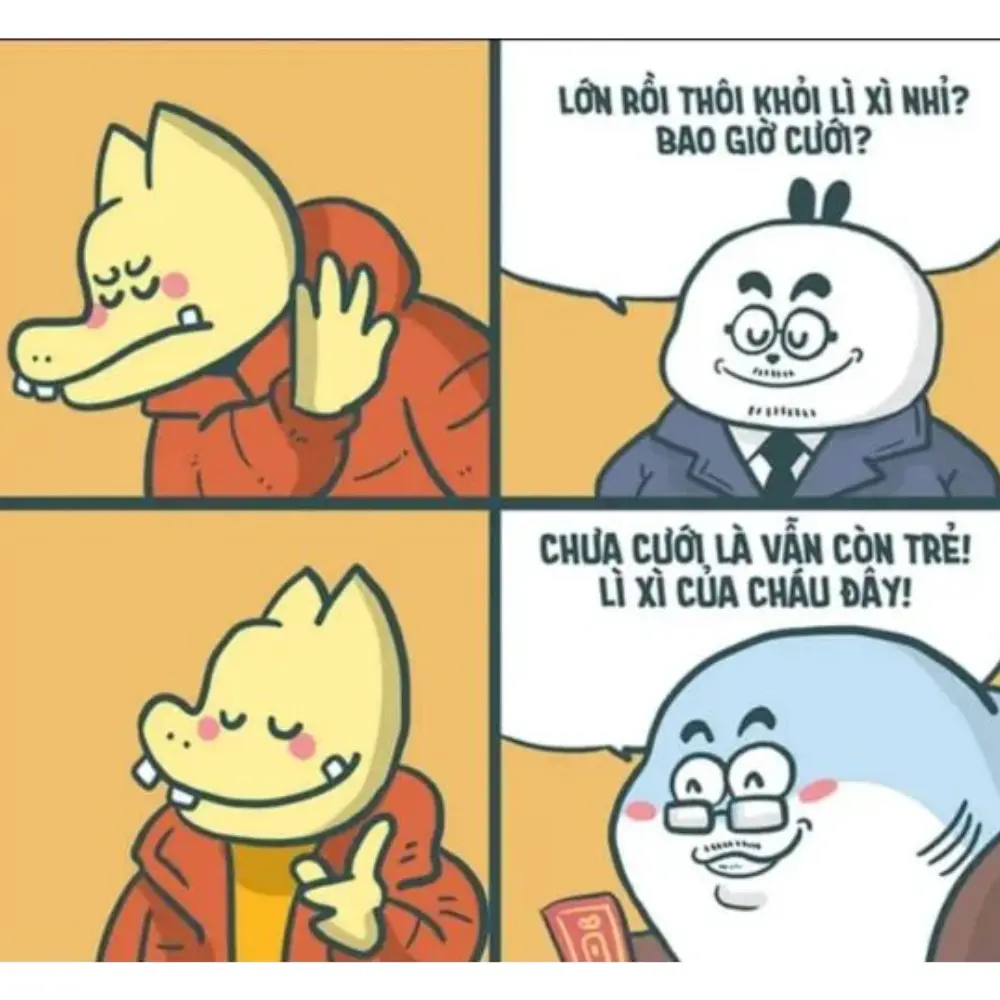 LỚN RỒI THÔI KHỎI LÌ XÌ NHỈ?
BAO GIỜ CƯỚI?
CHƯA CƯỚI LÀ VẪN CÒN TRẺ!
LÌ XÌ CỦA CHÁU ĐÂY!